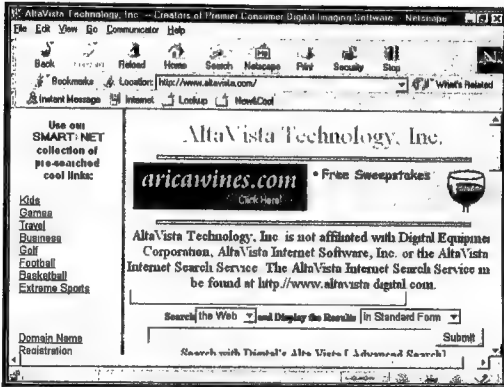 AltaVista Technology, Inc. -- Creators of Premier Consumer Digital Imaging Software - Netscape
File Edit View Go Communicator Help
Back Reload Home Search Netscape Print Security Stop
Bookmarks Location: http://www.altavista.com/ What's Related
Instant Message Internet Lookup New&Cool
Use our
SMART:NET
collection of
pre-searched
cool links:
Kids
Games
Travel
Business
Golf
Football
Basketball
Extreme Sports
Domain Name
Registration
AltaVista Technology, Inc.
aricawines.com
Click Here!
• Free Sweepstakes
AltaVista Technology, Inc. is not affiliated with Digital Equipme
Corporation, AltaVista Internet Software, Inc. or the AltaVista
Internet Search Service. The AltaVista Internet Search Service m
be found at http://www.altavista.digital.com.
Search the Web and Display the Results in Standard Form
Submit
Search with Digital's Alta Vista [ Advanced Search]